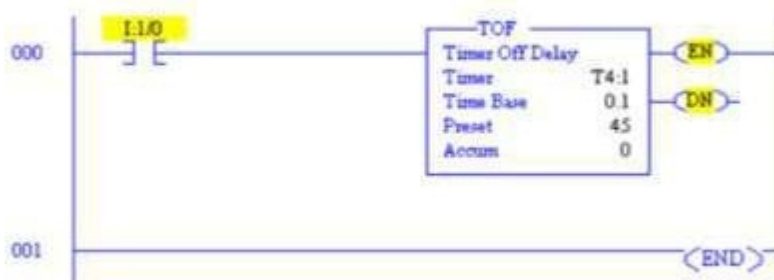 I:1/0
000
TOF
Timer Off Delay
Timer T4:1
Time Base 0.1
Preset 45
Accum 0
EN
DN
001
END